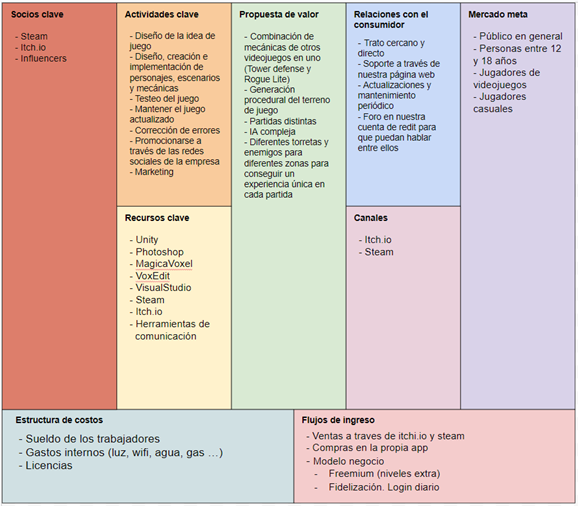 Socios clave
- Steam
- Itch.io
- Influencers
Actividades clave
- Diseño de la idea de
juego
- Diseño, creación e
implementación de
personajes, escenarios
y mecánicas
- Testeo del juego
- Mantener el juego
actualizado
- Corrección de errores
- Promocionarse a
través de las redes
sociales de la empresa
- Marketing
Recursos clave
- Unity
- Photoshop
- MagicaVoxel
- VoxEdit
- VisualStudio
- Steam
- Itch.io
- Herramientas de
comunicación
Propuesta de valor
- Combinación de
mecánicas de otros
videojuegos en uno
(Tower defense y
Rogue Lite)
- Generación
procedural del terreno
de juego
- Partidas distintas
- IA compleja
- Diferentes torretas y
enemigos para
diferentes zonas para
conseguir un
experiencia única en
cada partida
Relaciones con el
consumidor
- Trato cercano y
directo
- Soporte a través de
nuestra página web
- Actualizaciones y
mantenimiento
periódico
- Foro en nuestra
cuenta de redit para
que puedan hablar
entre ellos
Canales
- Itch.io
- Steam
Mercado meta
- Público en general
- Personas entre 12
y 18 años
- Jugadores de
videojuegos
- Jugadores
casuales
Estructura de costos
- Sueldo de los trabajadores
- Gastos internos (luz, wifi, agua, gas …)
- Licencias
Flujos de ingreso
- Ventas a traves de itchi.io y steam
- Compras en la propia app
- Modelo negocio
- Freemium (niveles extra)
- Fidelización. Login diario